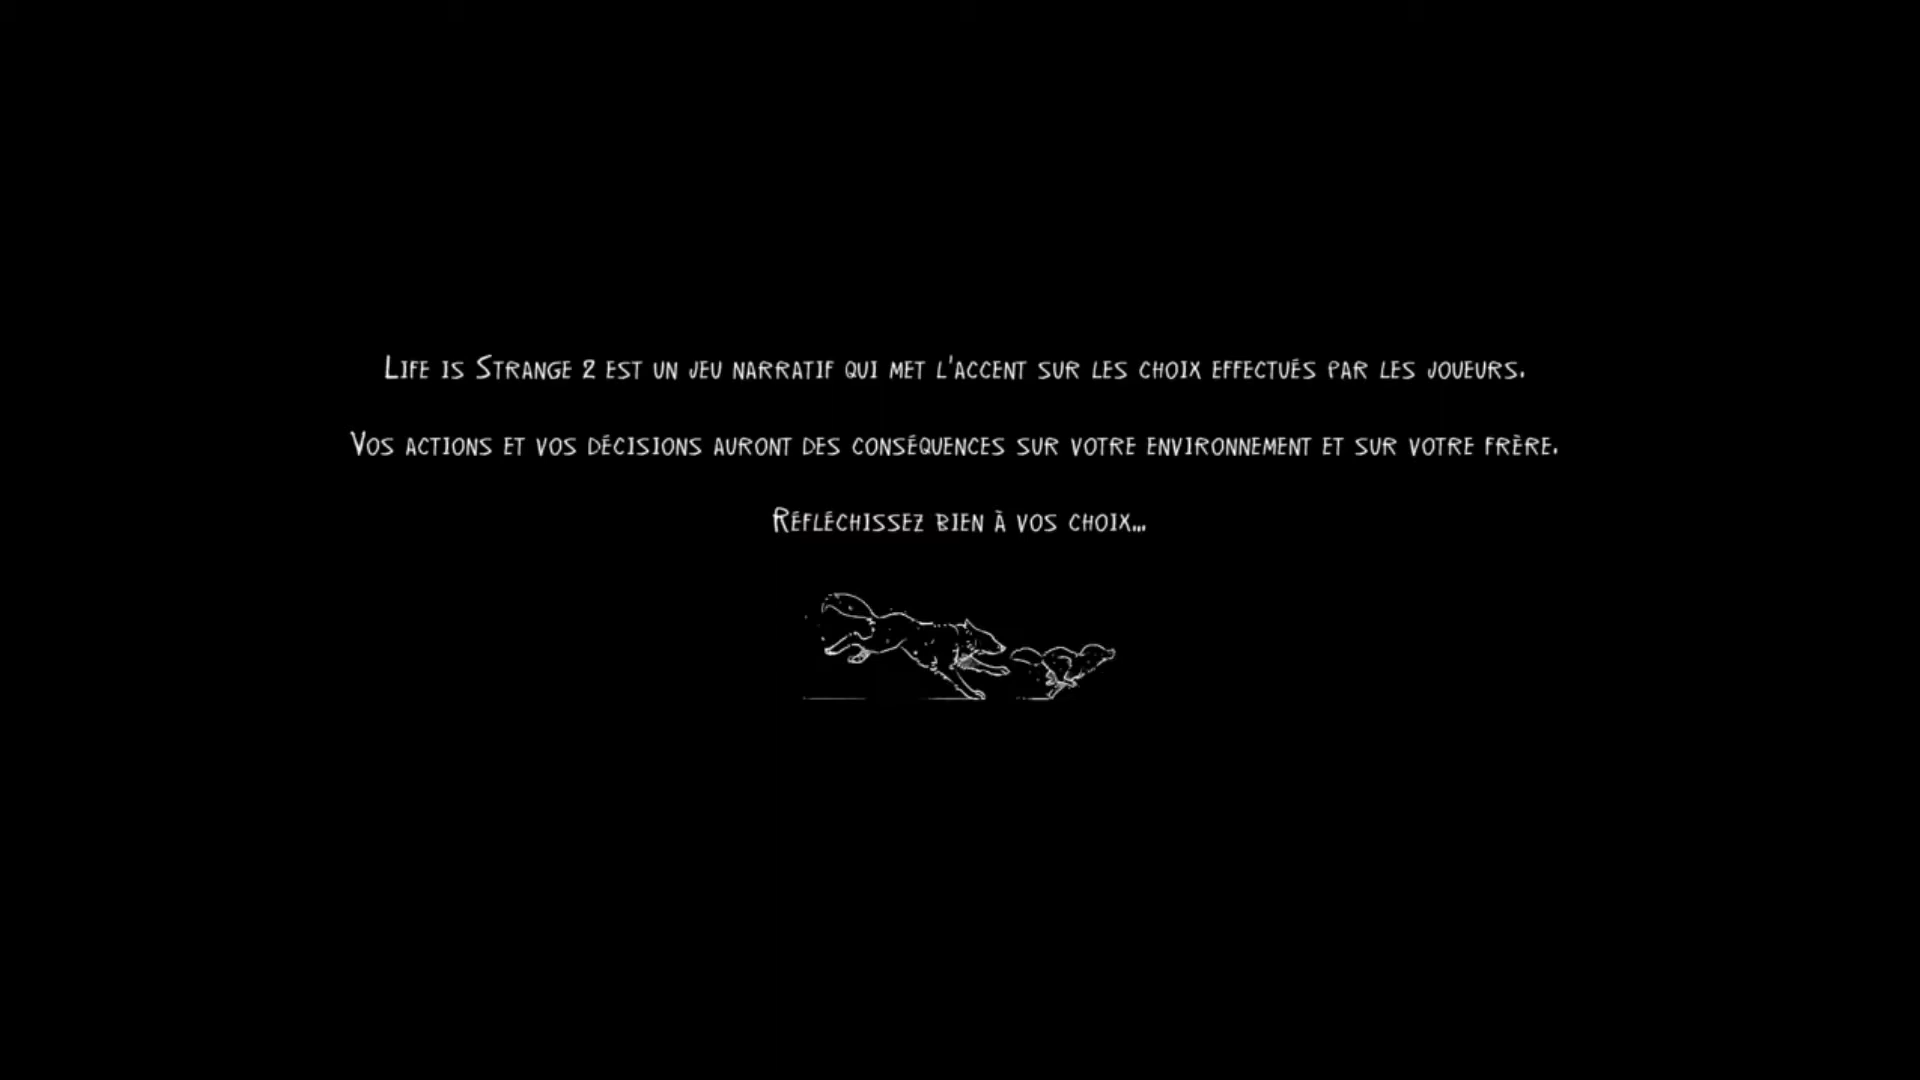 Life is Strange 2 est un jeu narratif qui met l'accent sur les choix effectués par les joueurs.
Vos actions et vos décisions auront des conséquences sur votre environnement et sur votre frère.
Réfléchissez bien à vos choix...